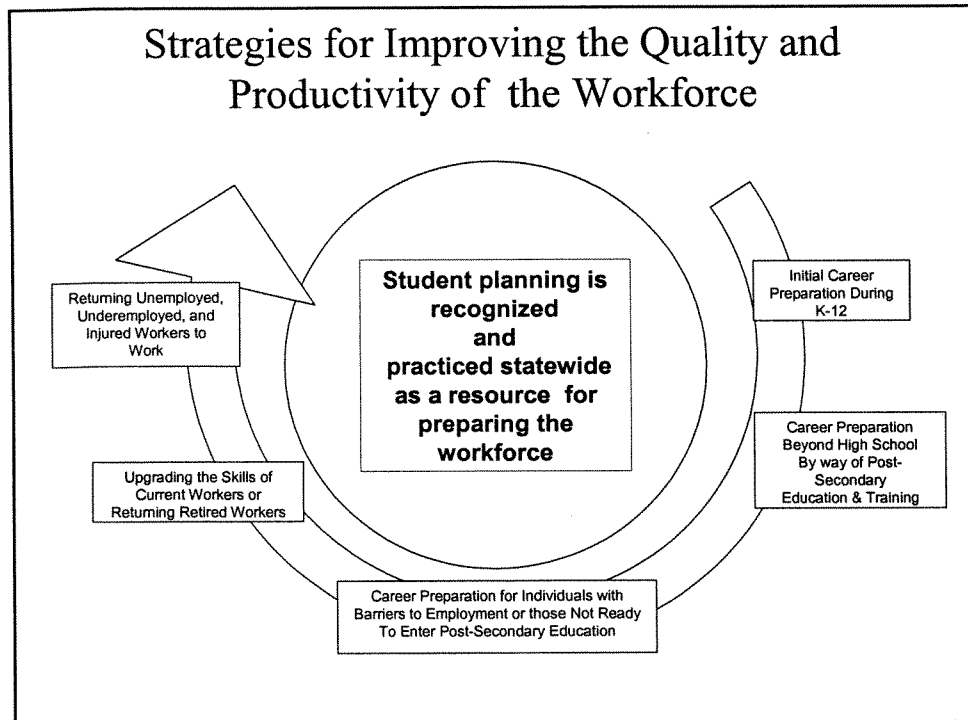 Strategies for Improving the Quality and
Productivity of the Workforce
Student planning is
recognized
and
practiced statewide
as a resource for
preparing the
workforce
Initial Career
Preparation During
K-12
Career Preparation
Beyond High School
By way of Post-
Secondary
Education & Training
Career Preparation for Individuals with
Barriers to Employment or those Not Ready
To Enter Post-Secondary Education
Upgrading the Skills of
Current Workers or
Returning Retired Workers
Returning Unemployed,
Underemployed, and
Injured Workers to
Work